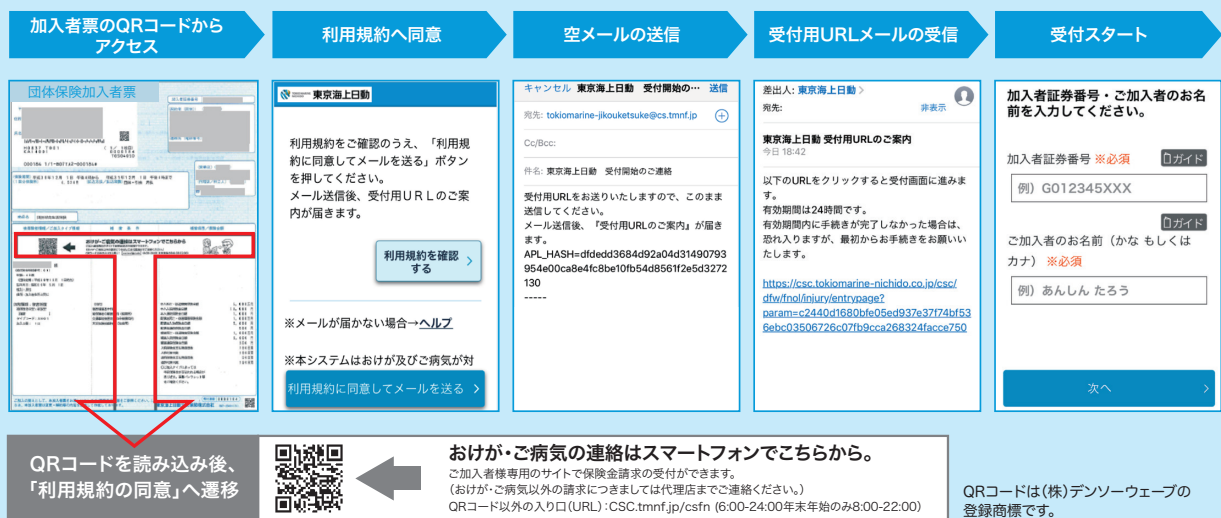 加入者票のQRコードから
アクセス
利用規約へ同意
空メールの送信
受付用URLメールの受信
受付スタート
団体保険加入者票
おけが・ご病気の連絡はスマートフォンでこちらから
東京海上日動
利用規約をご確認のうえ、「利用規
約に同意してメールを送る」ボタン
を押してください。
メール送信後、受付用URLのご案
内が届きます。
利用規約を確認
する
※メールが届かない場合→ヘルプ
※本システムはおけが及びご病気が対
利用規約に同意してメールを送る
キャンセル 東京海上日動 受付開始の… 送信
宛先: tokiomarine-jikouketsuke@cs.tmnf.jp
Cc/Bcc:
件名: 東京海上日動 受付開始のご連絡
受付用URLをお送りいたしますので、このまま
送信してください。
メール送信後、『受付用URLのご案内』が届き
ます。
APL_HASH=dfdedd3684d92a04d31490793
954e00ca8e4fc8be10fb54d8561f2e5d3272
130
-----
差出人: 東京海上日動
宛先: 非表示
東京海上日動 受付用URLのご案内
今日 18:42
以下のURLをクリックすると受付画面に進みま
す。
有効期間は24時間です。
有効期間内に手続きが完了しなかった場合は、
恐れ入りますが、最初からお手続きをお願いい
たします。
https://csc.tokiomarine-nichido.co.jp/csc/
dfw/fnol/injury/entrypage?
param=c2440d1680bfe05ed937e37f74bf53
6ebc03506726c07fb9cca268324facce750
加入者証券番号・ご加入者のお名
前を入力してください。
加入者証券番号 ※必須 ガイド
例）G012345XXX
ガイド
ご加入者のお名前（かな もしくは
カナ） ※必須
例）あんしん たろう
次へ
QRコードを読み込み後、
「利用規約の同意」へ遷移
おけが・ご病気の連絡はスマートフォンでこちらから。
ご加入者様専用のサイトで保険金請求の受付ができます。
（おけが・ご病気以外の請求につきましては代理店までご連絡ください。）
QRコード以外の入り口（URL）：CSC.tmnf.jp/csfn (6:00-24:00年末年始のみ8:00-22:00)
QRコードは(株)デンソーウェーブの
登録商標です。